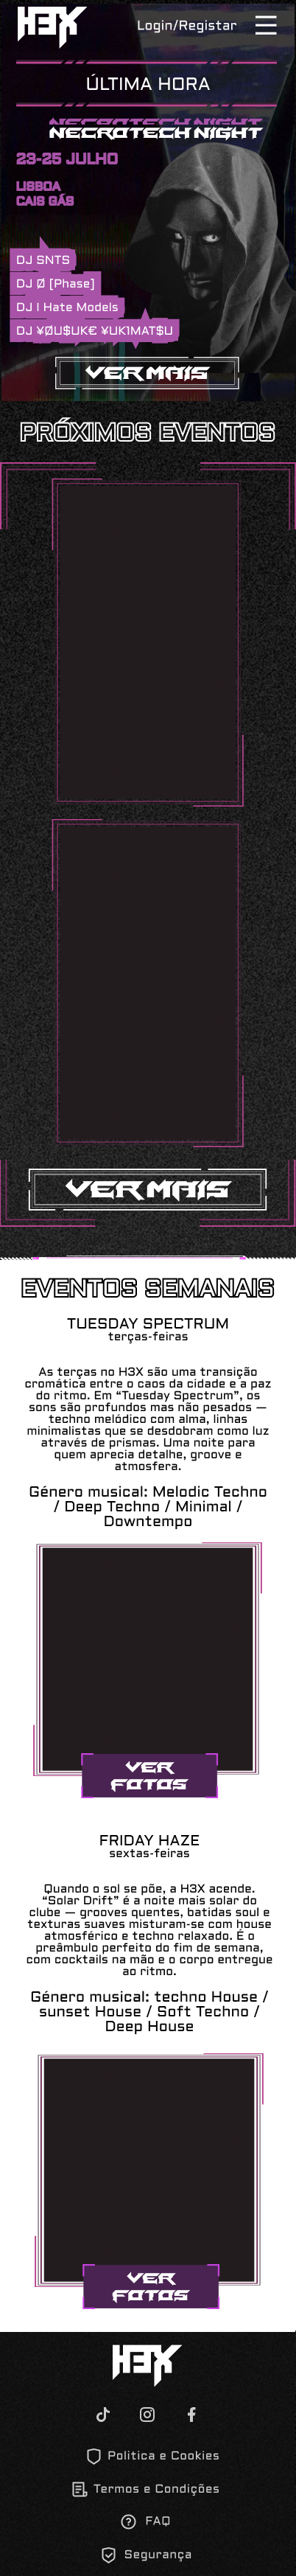 H3X
Login/Registar
ÚLTIMA HORA
NECROTECH NIGHT
NECROTECH NIGHT
23-25 JULHO
LISBOA
CAIS GÁS
DJ SNTS
DJ Ø [Phase]
DJ I Hate Models
DJ ¥ØU$UK€ ¥UK1MAT$U
VER MAIS
PRÓXIMOS EVENTOS
VER MAIS
EVENTOS SEMANAIS
TUESDAY SPECTRUM
terças-feiras
As terças no H3X são uma transição
cromática entre o caos da cidade e a paz
do ritmo. Em “Tuesday Spectrum”, os
sons são profundos mas não pesados —
techno melódico com alma, linhas
minimalistas que se desdobram como luz
através de prismas. Uma noite para
quem aprecia detalhe, groove e
atmosfera.
Género musical: Melodic Techno
/ Deep Techno / Minimal /
Downtempo
VER
FOTOS
FRIDAY HAZE
sextas-feiras
Quando o sol se põe, a H3X acende.
“Solar Drift” é a noite mais solar do
clube — grooves quentes, batidas soul e
texturas suaves misturam-se com house
atmosférico e techno relaxado. É o
preâmbulo perfeito do fim de semana,
com cocktails na mão e o corpo entregue
ao ritmo.
Género musical: techno House /
sunset House / Soft Techno /
Deep House
VER
FOTOS
H3X
Politica e Cookies
Termos e Condições
FAQ
Segurança